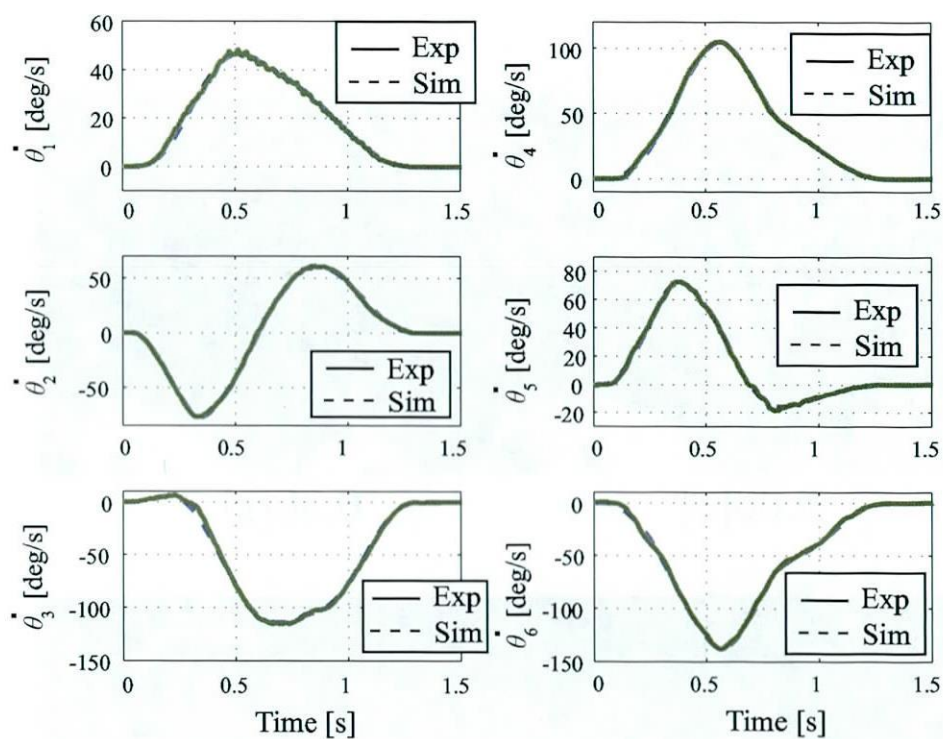 θ̇1 [deg/s]
60
40
20
0
Exp
Sim
0 0.5 1 1.5
θ̇4 [deg/s]
100
50
0
Exp
Sim
0 0.5 1 1.5
θ̇2 [deg/s]
50
0
-50
Exp
Sim
0 0.5 1 1.5
θ̇5 [deg/s]
80
60
40
20
0
-20
Exp
Sim
0 0.5 1 1.5
θ̇3 [deg/s]
0
-50
-100
-150
Exp
Sim
0 0.5 1 1.5
Time [s]
θ̇6 [deg/s]
0
-50
-100
-150
Exp
Sim
0 0.5 1 1.5
Time [s]